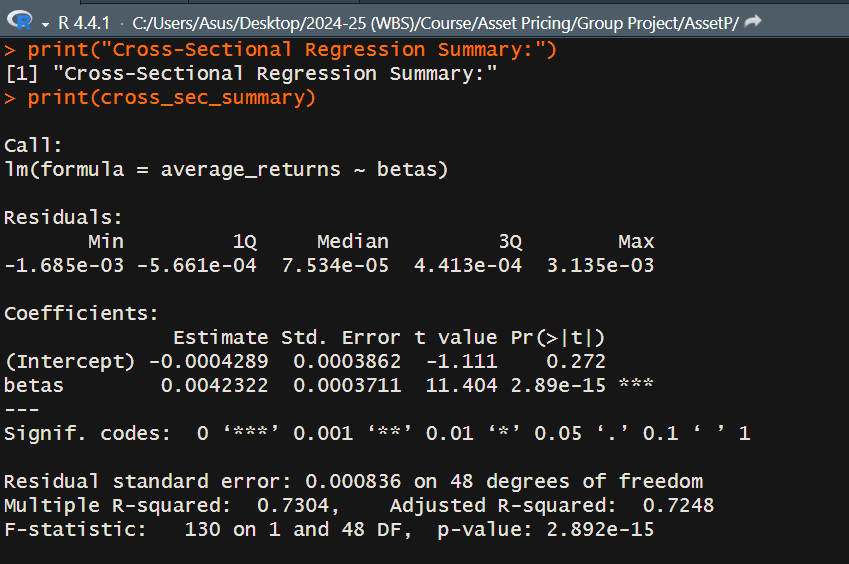 R R 4.4.1 · C:/Users/Asus/Desktop/2024-25 (WBS)/Course/Asset Pricing/Group Project/AssetP/
> print("Cross-Sectional Regression Summary:")
[1] "Cross-Sectional Regression Summary:"
> print(cross_sec_summary)
Call:
lm(formula = average_returns ~ betas)
Residuals:
       Min         1Q     Median         3Q        Max
-1.685e-03 -5.661e-04  7.534e-05  4.413e-04  3.135e-03
Coefficients:
              Estimate Std. Error t value Pr(>|t|)
(Intercept) -0.0004289  0.0003862  -1.111    0.272
betas        0.0042322  0.0003711  11.404 2.89e-15 ***
---
Signif. codes:  0 ‘***’ 0.001 ‘**’ 0.01 ‘*’ 0.05 ‘.’ 0.1 ‘ ’ 1
Residual standard error: 0.000836 on 48 degrees of freedom
Multiple R-squared:  0.7304,    Adjusted R-squared:  0.7248
F-statistic:   130 on 1 and 48 DF,  p-value: 2.892e-15